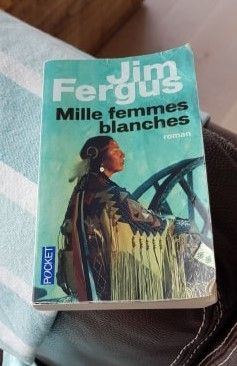 Jim
Fergus
Mille femmes
blanches
roman
POCKET